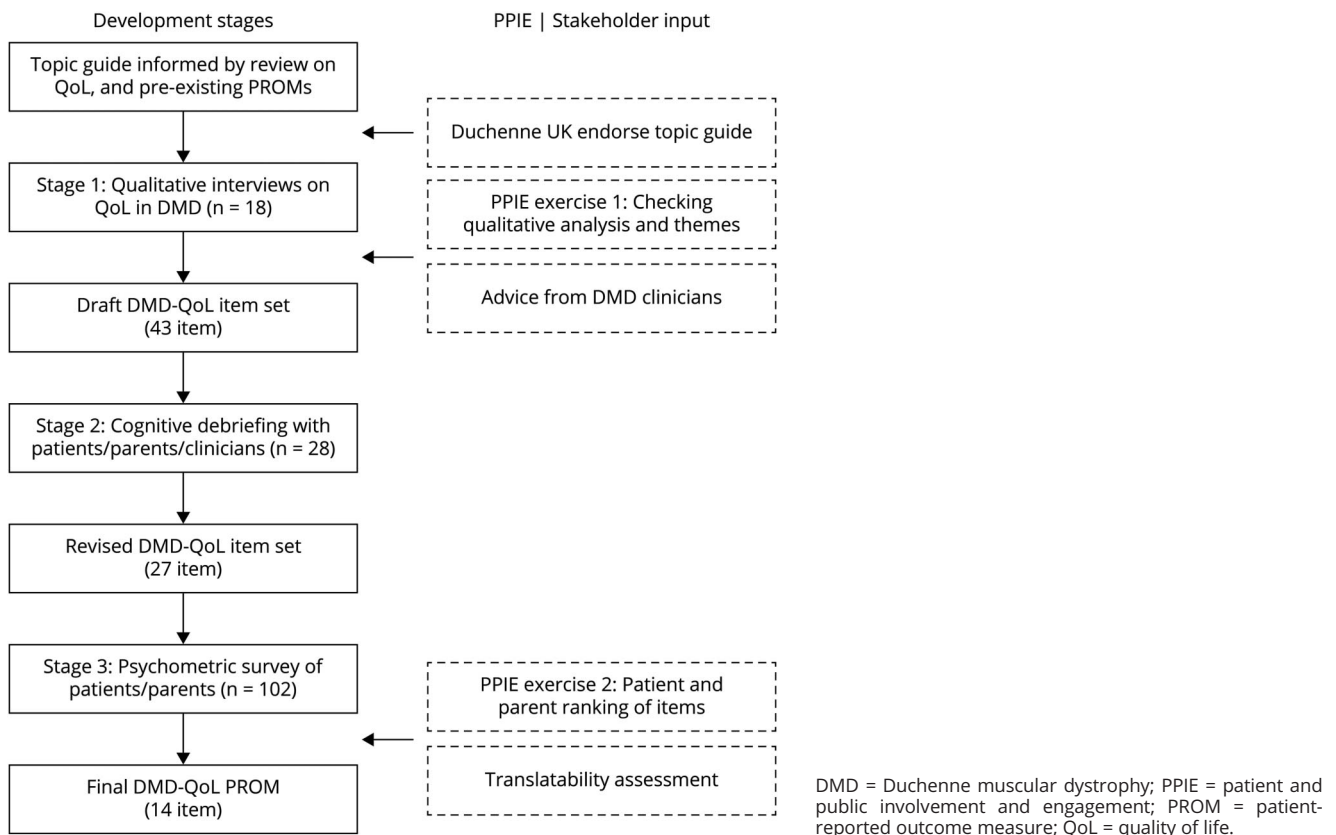 Development stages
PPIE | Stakeholder input
Topic guide informed by review on
QoL, and pre-existing PROMs
Duchenne UK endorse topic guide
Stage 1: Qualitative interviews on
QoL in DMD (n = 18)
PPIE exercise 1: Checking
qualitative analysis and themes
Advice from DMD clinicians
Draft DMD-QoL item set
(43 item)
Stage 2: Cognitive debriefing with
patients/parents/clinicians (n = 28)
Revised DMD-QoL item set
(27 item)
Stage 3: Psychometric survey of
patients/parents (n = 102)
PPIE exercise 2: Patient and
parent ranking of items
Translatability assessment
Final DMD-QoL PROM
(14 item)
DMD = Duchenne muscular dystrophy; PPIE = patient and
public involvement and engagement; PROM = patient-
reported outcome measure; QoL = quality of life.